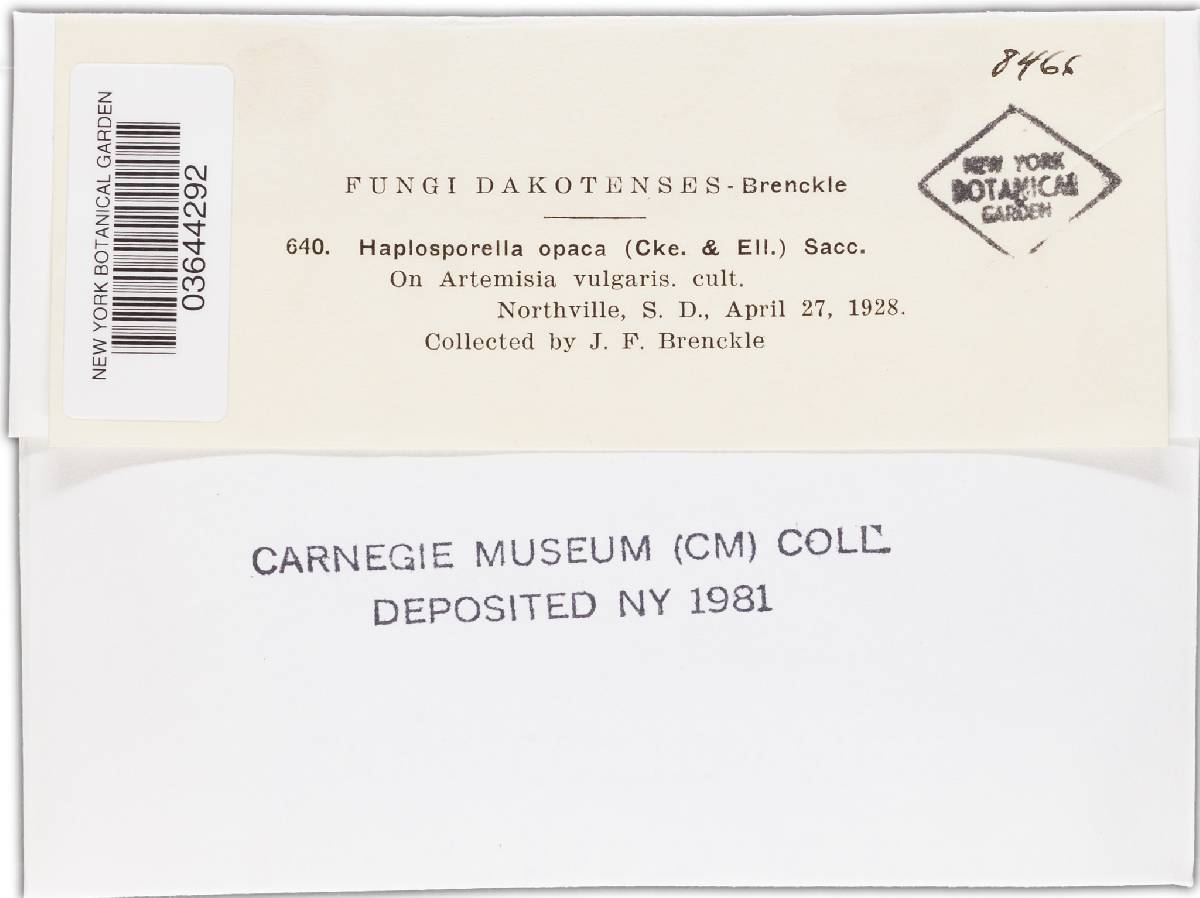 8466
NEW YORK BOTANICAL GARDEN
03644292
NEW YORK
BOTANICAL
GARDEN
FUNGI DAKOTENSES - Brenckle
640. Haplosporella opaca (Cke. & Ell.) Sacc.
On Artemisia vulgaris. cult.
Northville, S. D., April 27, 1928.
Collected by J. F. Brenckle
CARNEGIE MUSEUM (CM) COLL.
DEPOSITED NY 1981